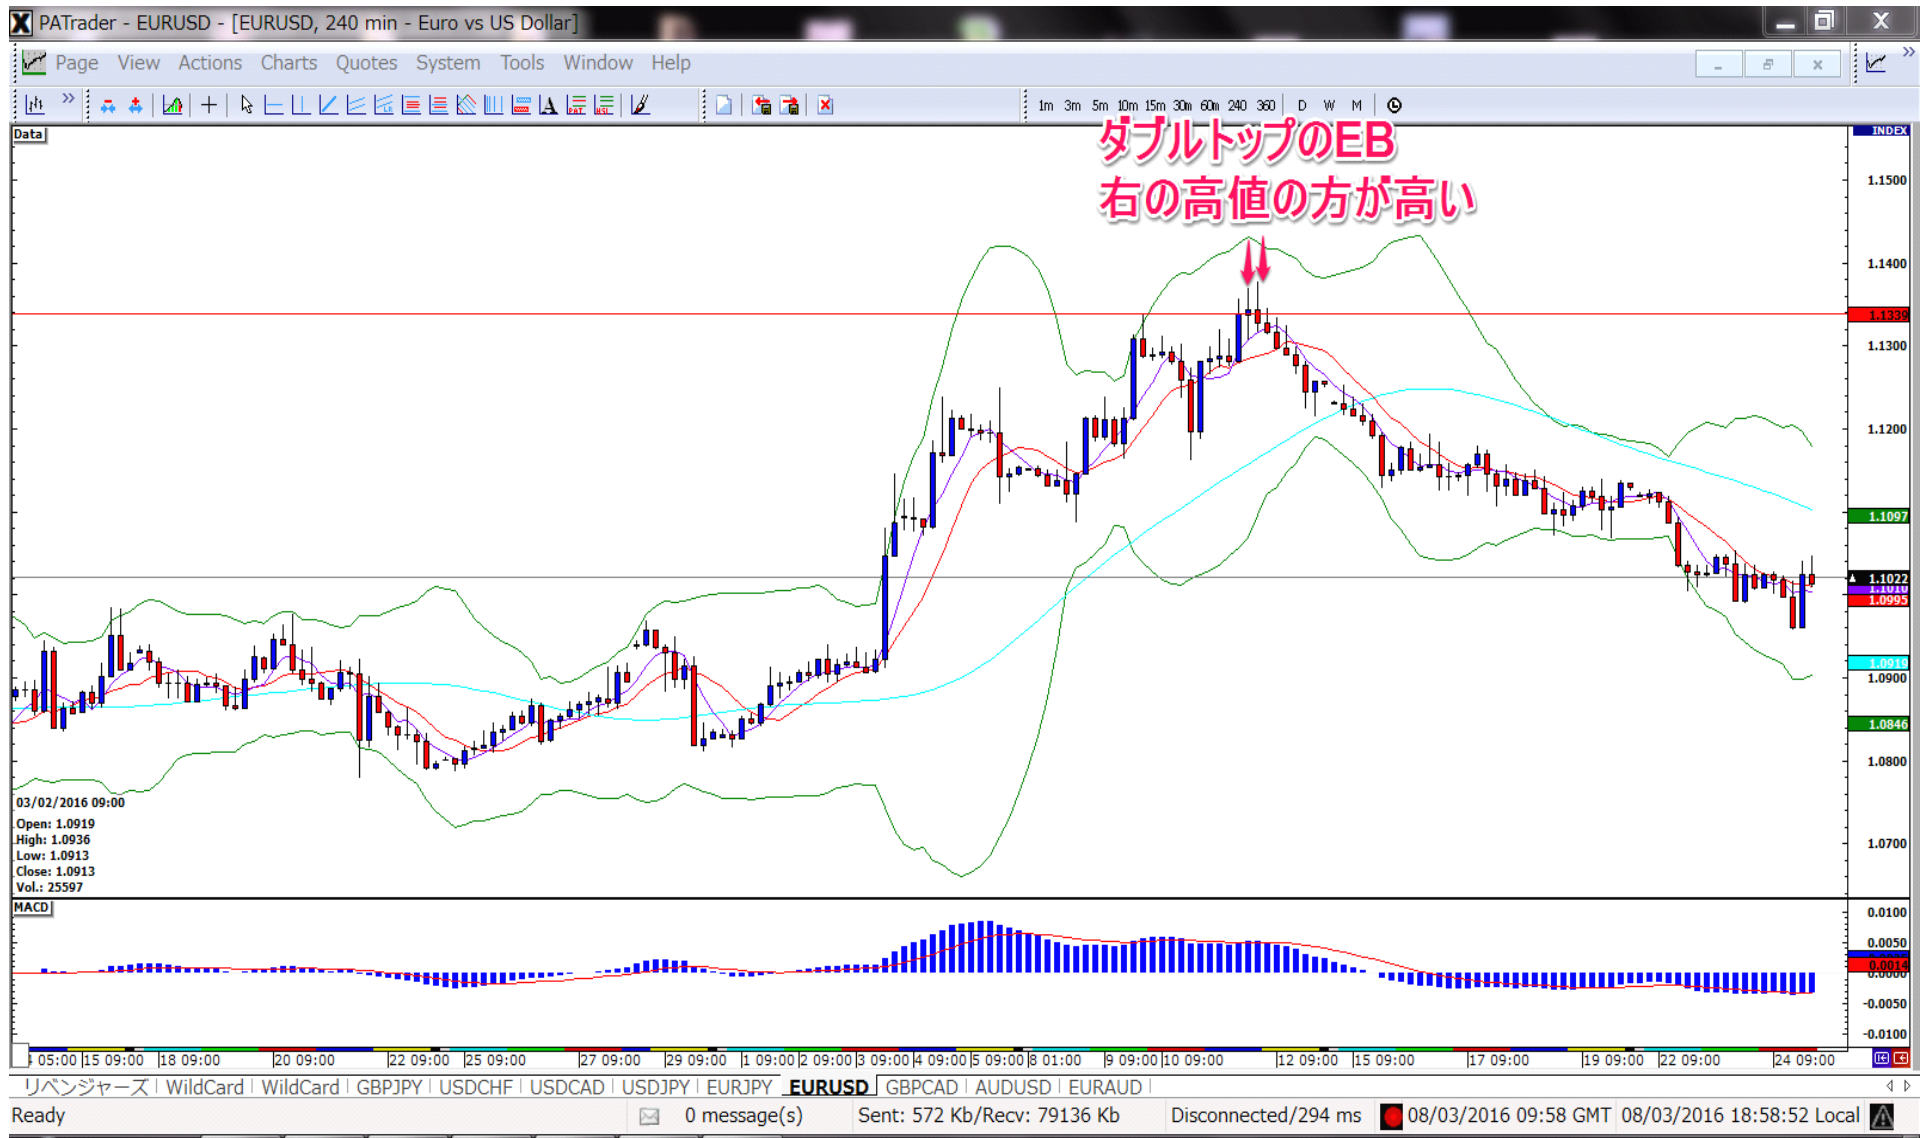 PATrader - EURUSD - [EURUSD, 240 min - Euro vs US Dollar]
Page View Actions Charts Quotes System Tools Window Help
1m 3m 5m 10m 15m 30m 60m 240 360 D W M
Data
INDEX
ダブルトップのEB
右の高値の方が高い
1.1500
1.1400
1.1339
1.1300
1.1200
1.1097
1.1022
1.1010
1.0995
1.0919
1.0900
1.0846
1.0800
1.0700
03/02/2016 09:00
Open: 1.0919
High: 1.0936
Low: 1.0913
Close: 1.0913
Vol.: 25597
MACD
0.0100
0.0050
0.0014
0.0000
-0.0050
-0.0100
05:00 15 09:00 18 09:00 20 09:00 22 09:00 25 09:00 27 09:00 29 09:00 1 09:00 2 09:00 3 09:00 4 09:00 5 09:00 8 01:00 9 09:00 10 09:00 12 09:00 15 09:00 17 09:00 19 09:00 22 09:00 24 09:00
リベンジャーズ WildCard WildCard GBPJPY USDCHF USDCAD USDJPY EURJPY EURUSD GBPCAD AUDUSD EURAUD
Ready 0 message(s) Sent: 572 Kb/Recv: 79136 Kb Disconnected/294 ms 08/03/2016 09:58 GMT 08/03/2016 18:58:52 Local